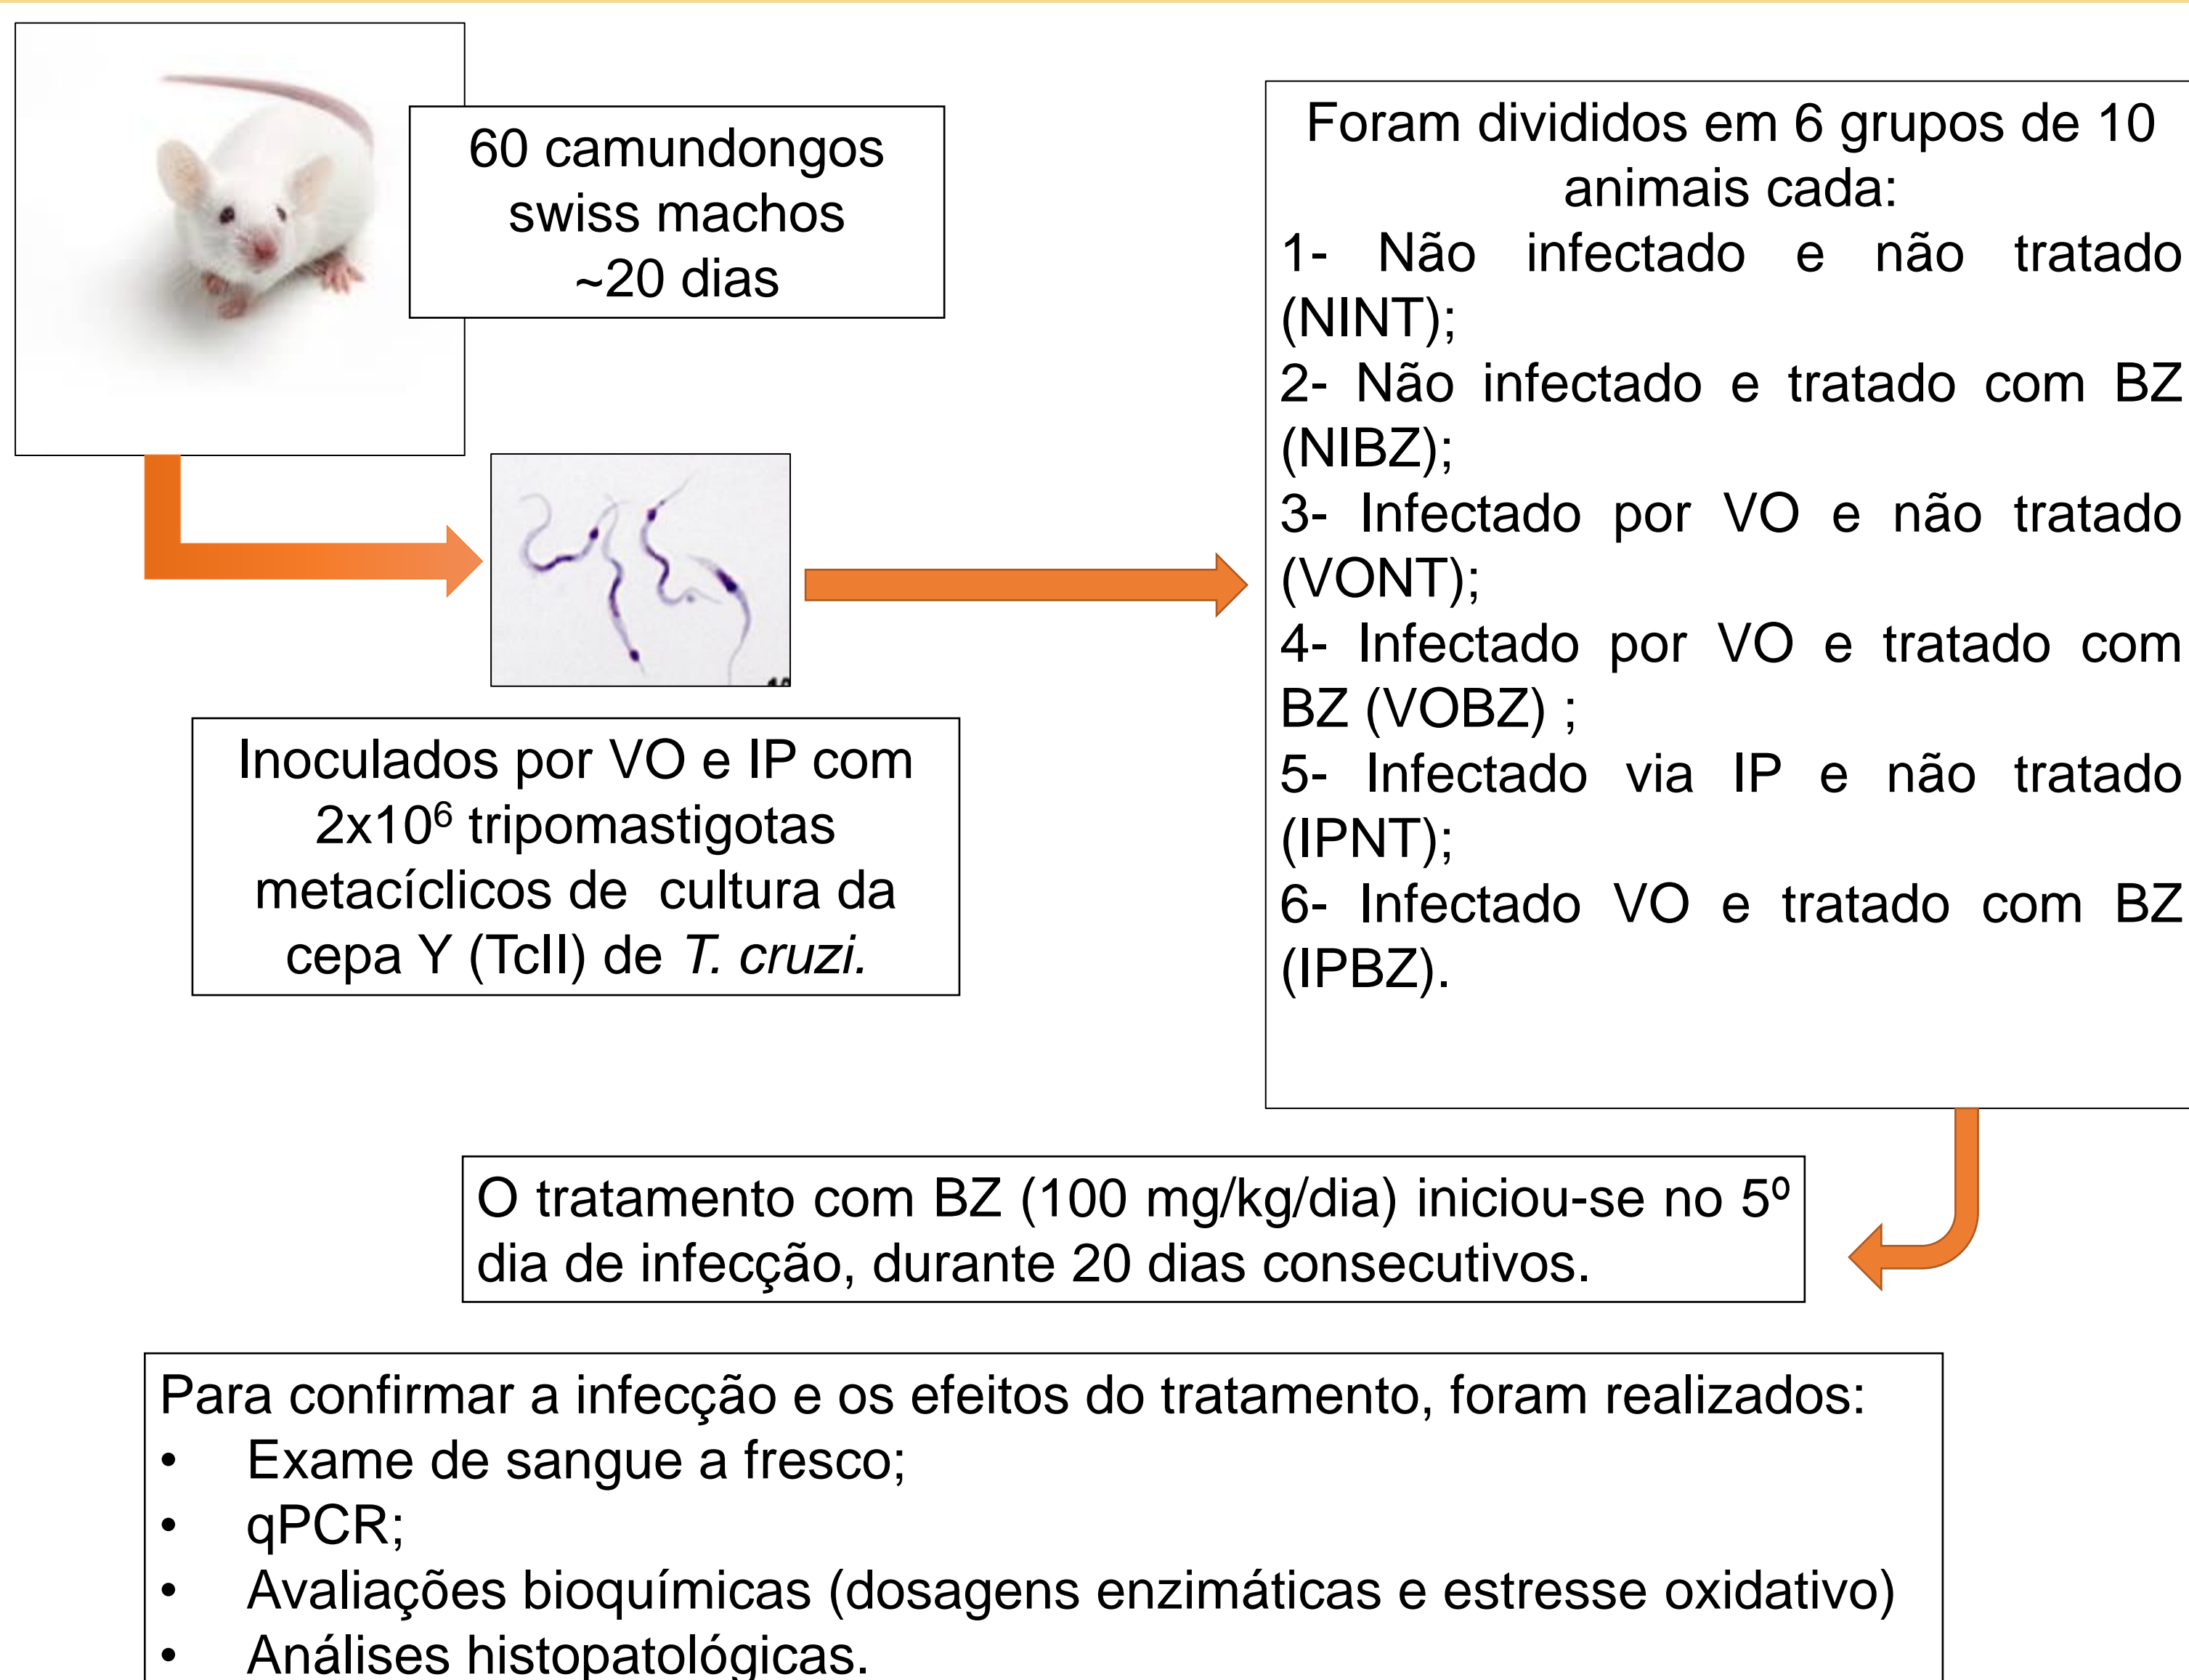 60 camundongos
swiss machos
~20 dias
Inoculados por VO e IP com
2x10⁶ tripomastigotas
metacíclicos de cultura da
cepa Y (TcII) de T. cruzi.
Foram divididos em 6 grupos de 10
animais cada:
1- Não infectado e não tratado
(NINT);
2- Não infectado e tratado com BZ
(NIBZ);
3- Infectado por VO e não tratado
(VONT);
4- Infectado por VO e tratado com
BZ (VOBZ) ;
5- Infectado via IP e não tratado
(IPNT);
6- Infectado VO e tratado com BZ
(IPBZ).
O tratamento com BZ (100 mg/kg/dia) iniciou-se no 5º
dia de infecção, durante 20 dias consecutivos.
Para confirmar a infecção e os efeitos do tratamento, foram realizados:
• Exame de sangue a fresco;
• qPCR;
• Avaliações bioquímicas (dosagens enzimáticas e estresse oxidativo)
• Análises histopatológicas.